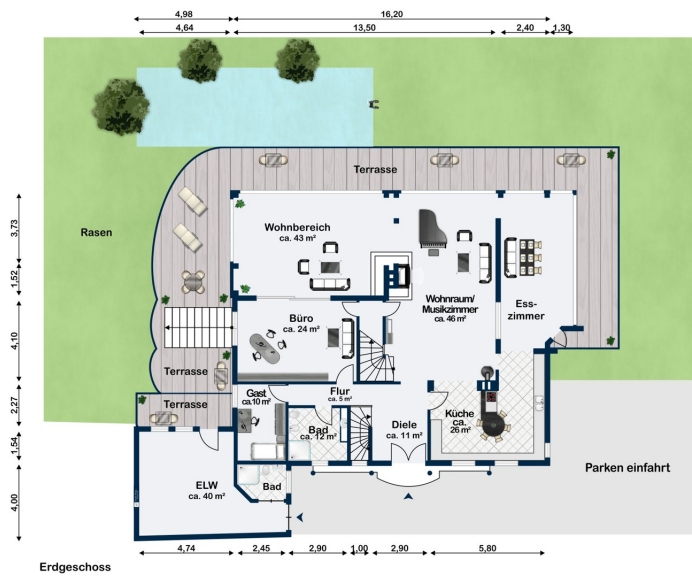 4,98 16,20
4,64 13,50 2,40 1,30
Terrasse
3,73
Wohnbereich
ca. 43 m²
Rasen
1,52
Wohnraum/
Musikzimmer
ca. 46 m²
Ess-
zimmer
Büro
ca. 24 m²
4,10
Terrasse
Gast
ca.10 m²
Flur
ca. 5 m²
2,27
Terrasse
Bad
ca. 12 m²
Diele
ca. 11 m²
Küche
ca.
26 m²
1,54
Parken einfahrt
ELW
ca. 40 m²
Bad
4,00
4,74 2,45 2,90 1,00 2,90 5,80
Erdgeschoss